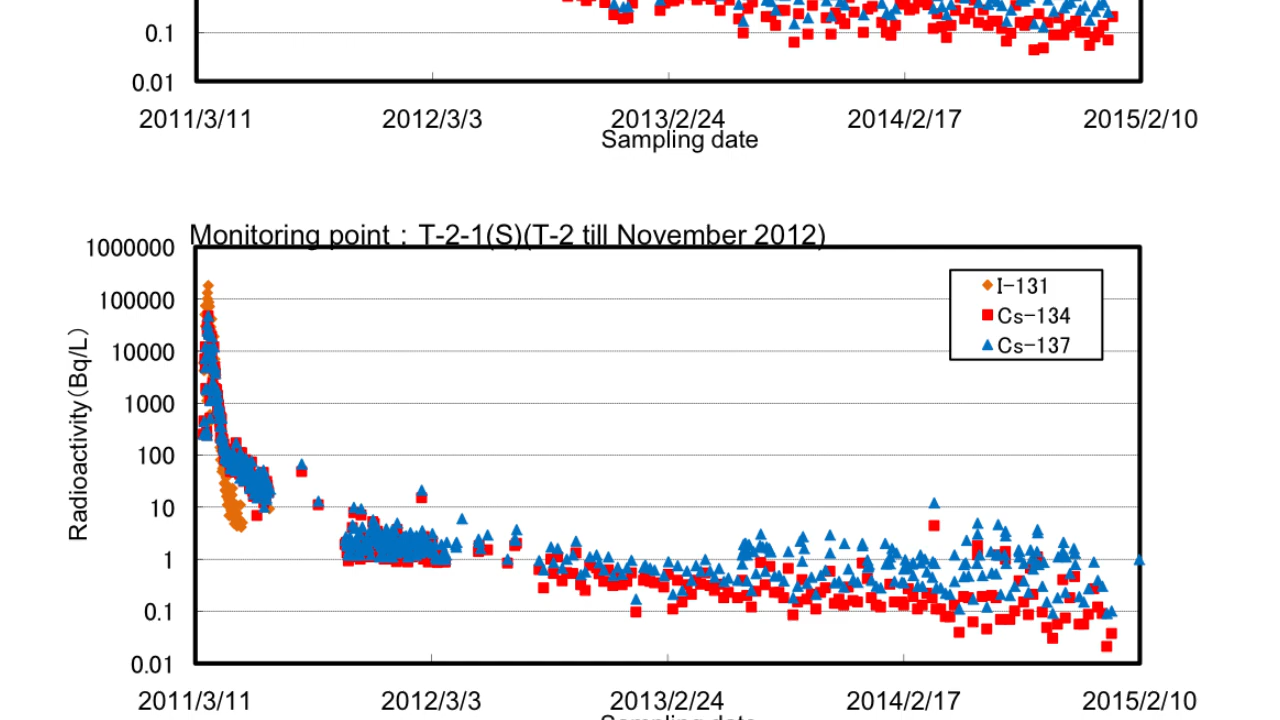 0.1
0.01
2011/3/11 2012/3/3 2013/2/24 2014/2/17 2015/2/10
Sampling date
Monitoring point：T-2-1(S)(T-2 till November 2012)
1000000
100000
10000
1000
100
10
1
0.1
0.01
Radioactivity(Bq/L)
I-131
Cs-134
Cs-137
2011/3/11 2012/3/3 2013/2/24 2014/2/17 2015/2/10
Sampling date